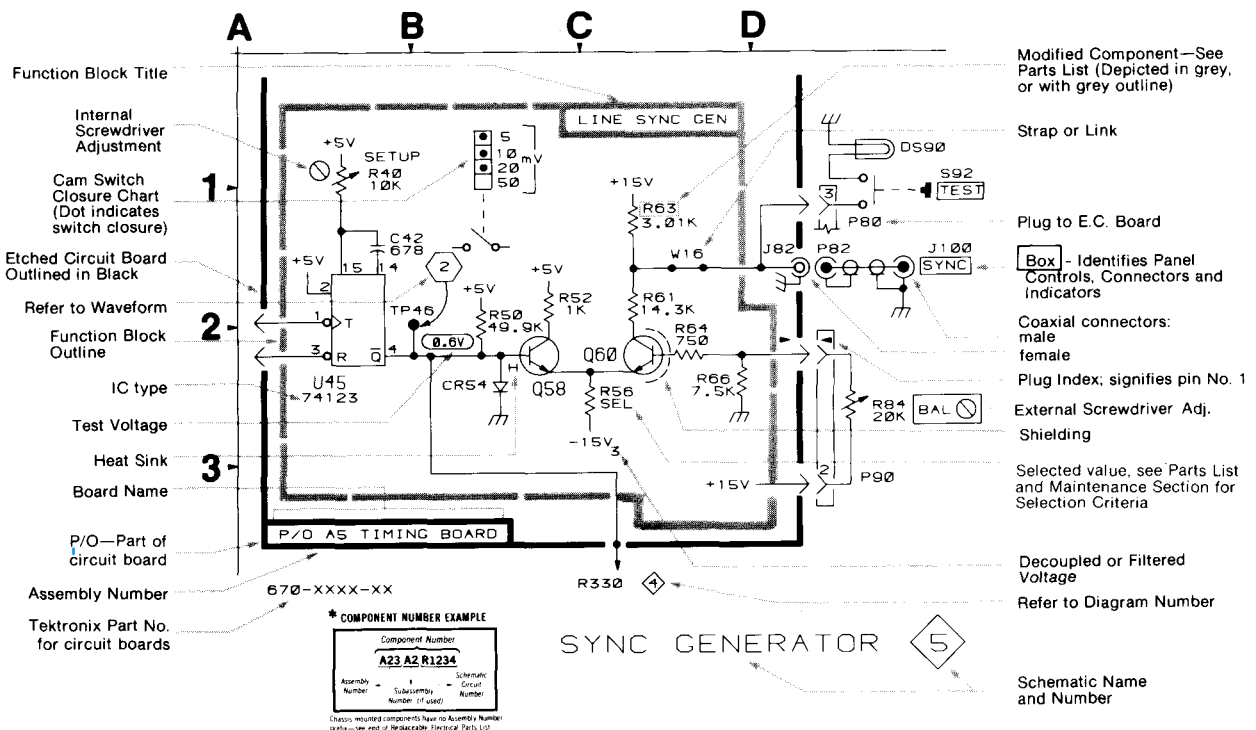 A B C D
Function Block Title
Internal
Screwdriver
Adjustment
1
Cam Switch
Closure Chart
(Dot indicates
switch closure)
Etched Circuit Board
Outlined in Black
Refer to Waveform
2
Function Block
Outline
IC type
Test Voltage
Heat Sink
3
Board Name
P/O—Part of
circuit board
Assembly Number
Tektronix Part No.
for circuit boards
LINE SYNC GEN
+5V
SETUP
R40
10K
5
10
20
50
mV
C42
678
+5V
15
14
2
1
T
3
R
Q̅
4
U45
74123
2
TP46
0.6V
+5V
R50
49.9K
CR54
H
+5V
R52
1K
Q58
Q60
R56
SEL
-15V
3
+15V
R63
3.01K
W16
R61
14.3K
R64
750
R66
7.5K
+15V
DS90
S92
TEST
3
P80
J82
P82
J100
SYNC
1
R84
20K
BAL
2
P90
P/O A5 TIMING BOARD
670-XXXX-XX
R330
4
SYNC GENERATOR
5
Modified Component—See
Parts List (Depicted in grey,
or with grey outline)
Strap or Link
Plug to E.C. Board
Box - Identifies Panel
Controls, Connectors and
Indicators
Coaxial connectors:
male
female
Plug Index; signifies pin No. 1
External Screwdriver Adj.
Shielding
Selected value, see Parts List
and Maintenance Section for
Selection Criteria
Decoupled or Filtered
Voltage
Refer to Diagram Number
Schematic Name
and Number
* COMPONENT NUMBER EXAMPLE
Component Number
A23 A2 R1234
Assembly
Number
Subassembly
Number (if used)
Schematic
Circuit
Number
Chassis mounted components have no Assembly Number
prefix—see end of Replaceable Electrical Parts List